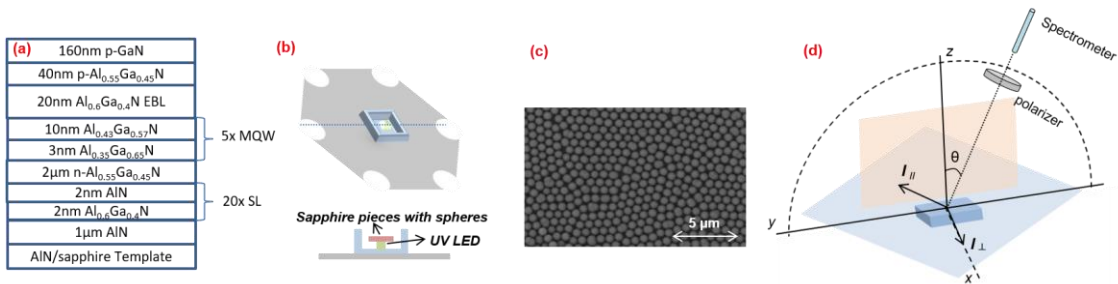 (a)
160nm p-GaN
40nm p-Al₀.₅₅Ga₀.₄₅N
20nm Al₀.₆Ga₀.₄N EBL
10nm Al₀.₄₃Ga₀.₅₇N
3nm Al₀.₃₅Ga₀.₆₅N
5x MQW
2µm n-Al₀.₅₅Ga₀.₄₅N
2nm AlN
2nm Al₀.₆Ga₀.₄N
20x SL
1µm AlN
AlN/sapphire Template
(b)
Sapphire pieces with spheres
UV LED
(c)
5 µm
(d)
z
Spectrometer
polarizer
θ
I //
y
I ⊥
x